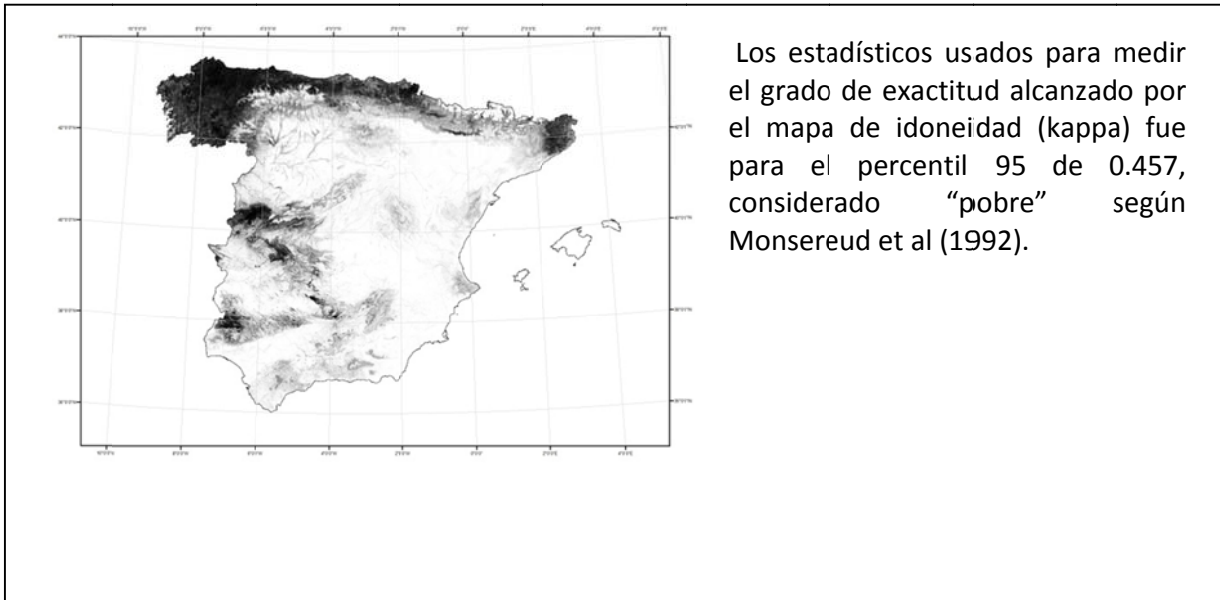 Los estadísticos usados para medir
el grado de exactitud alcanzado por
el mapa de idoneidad (kappa) fue
para el percentil 95 de 0.457,
considerado “pobre” según
Monsereud et al (1992).